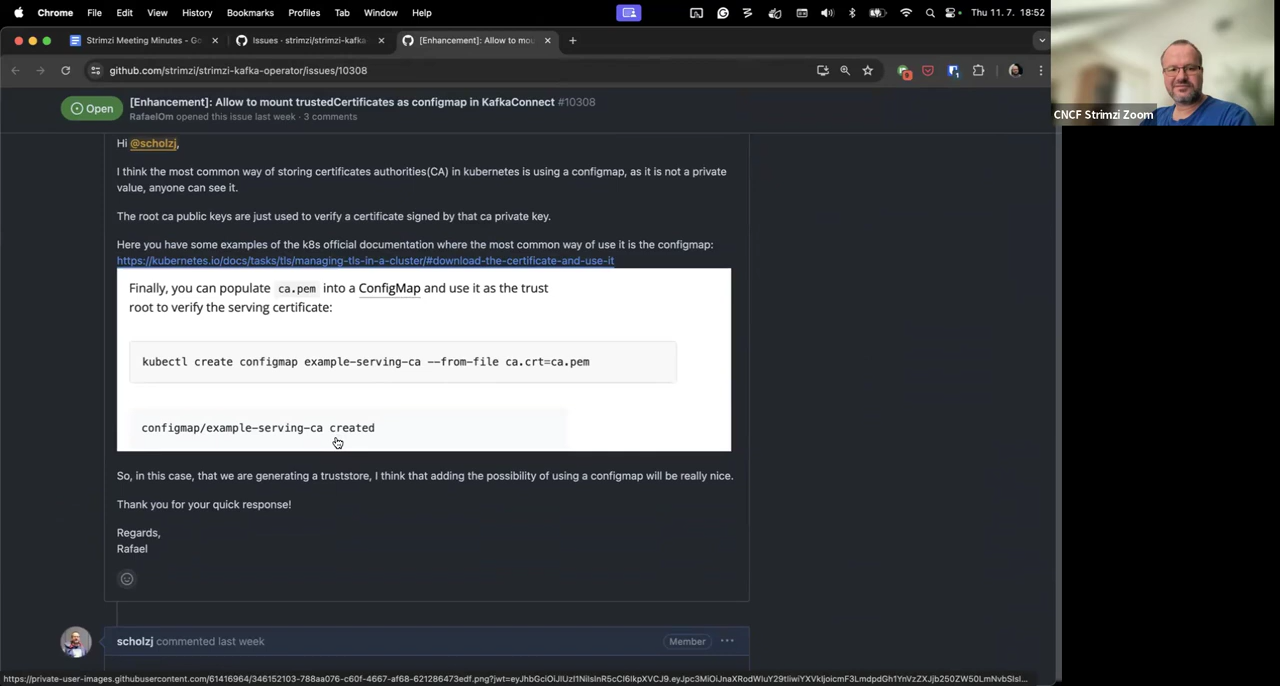 Chrome File Edit View History Bookmarks Profiles Tab Window Help Thu 11. 7. 18:52
Strimzi Meeting Minutes - Go
Issues · strimzi/strimzi-kafka-
[Enhancement]: Allow to mou
github.com/strimzi/strimzi-kafka-operator/issues/10308
CNCF Strimzi Zoom
Open
[Enhancement]: Allow to mount trustedCertificates as configmap in KafkaConnect #10308
RafaelOm opened this issue last week · 3 comments
Hi @scholzj,
I think the most common way of storing certificates authorities(CA) in kubernetes is using a configmap, as it is not a private
value, anyone can see it.
The root ca public keys are just used to verify a certificate signed by that ca private key.
Here you have some examples of the k8s official documentation where the most common way of use it is the configmap:
https://kubernetes.io/docs/tasks/tls/managing-tls-in-a-cluster/#download-the-certificate-and-use-it
Finally, you can populate ca.pem into a ConfigMap and use it as the trust
root to verify the serving certificate:
kubectl create configmap example-serving-ca --from-file ca.crt=ca.pem
configmap/example-serving-ca created
So, in this case, that we are generating a truststore, I think that adding the possibility of using a configmap will be really nice.
Thank you for your quick response!
Regards,
Rafael
scholzj commented last week
Member